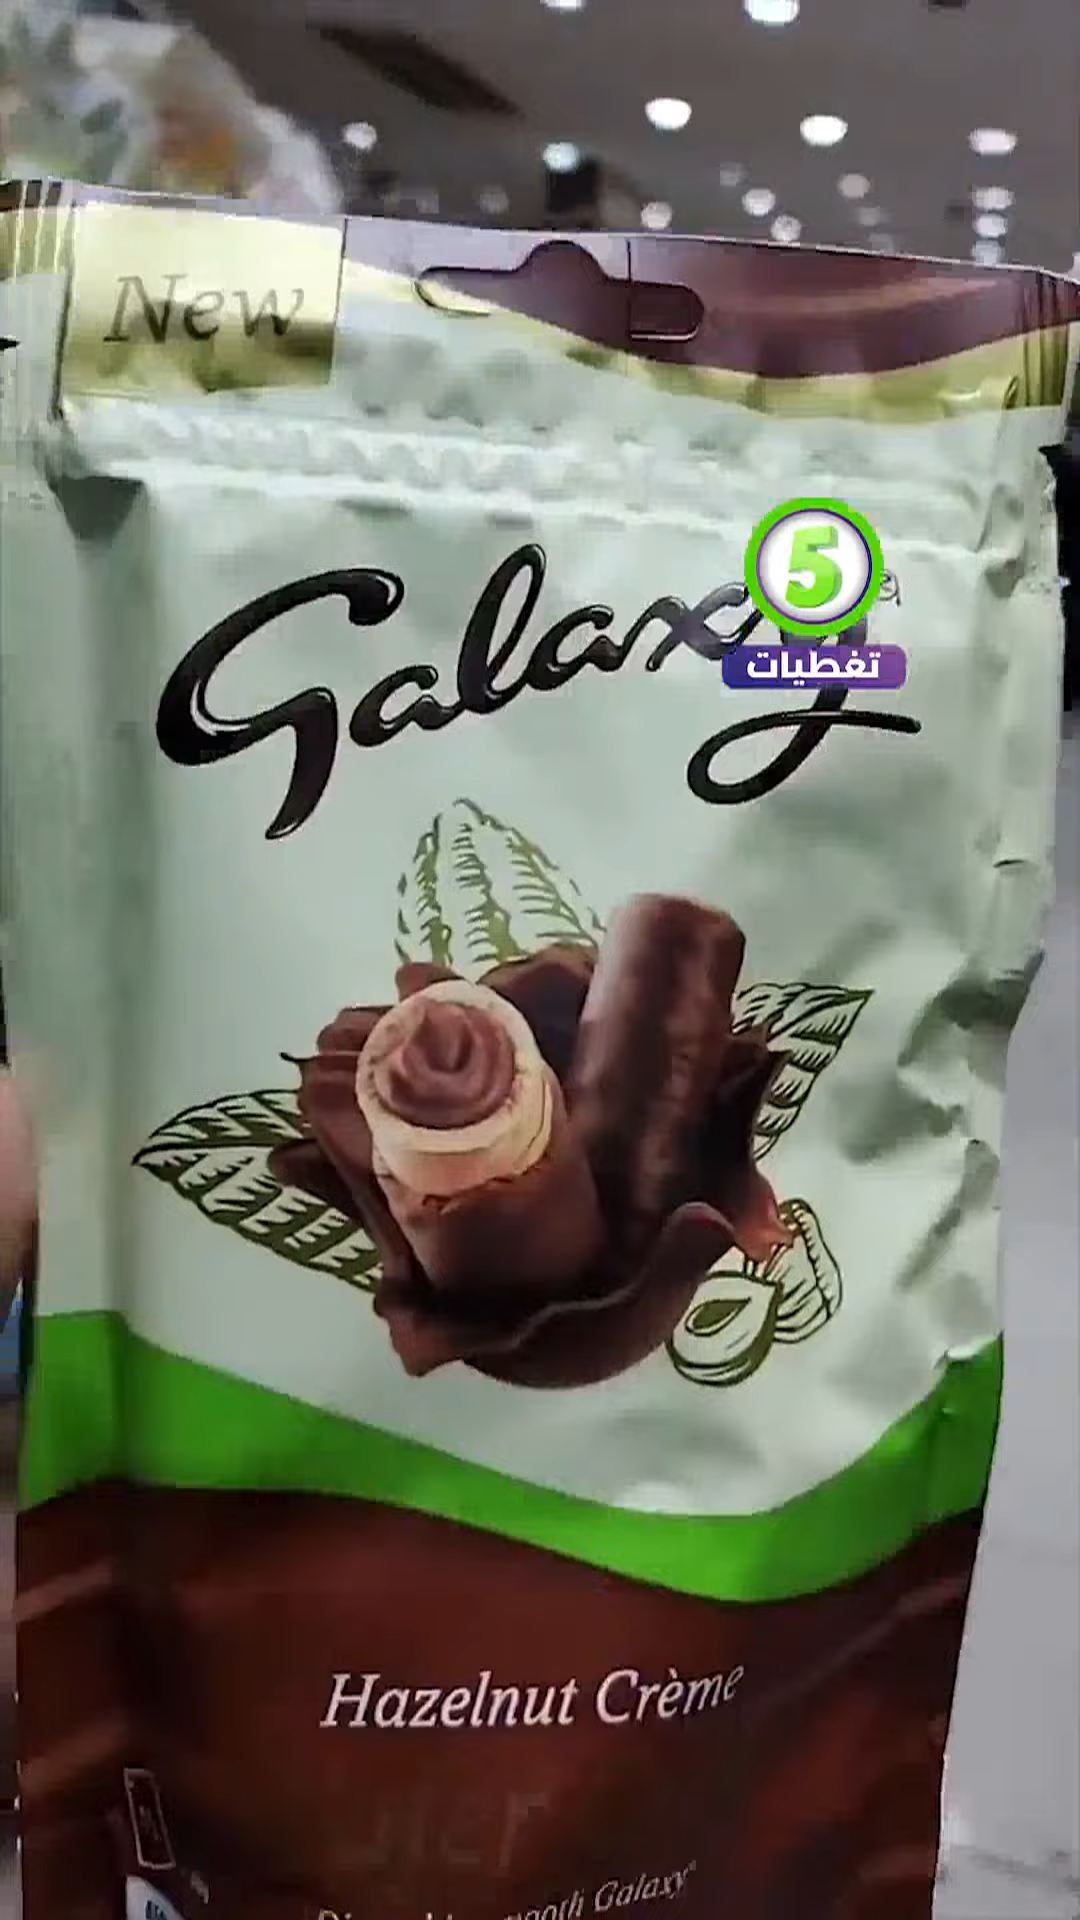 New
Galaxy
5
تغطيات
Hazelnut Crème
Galaxy